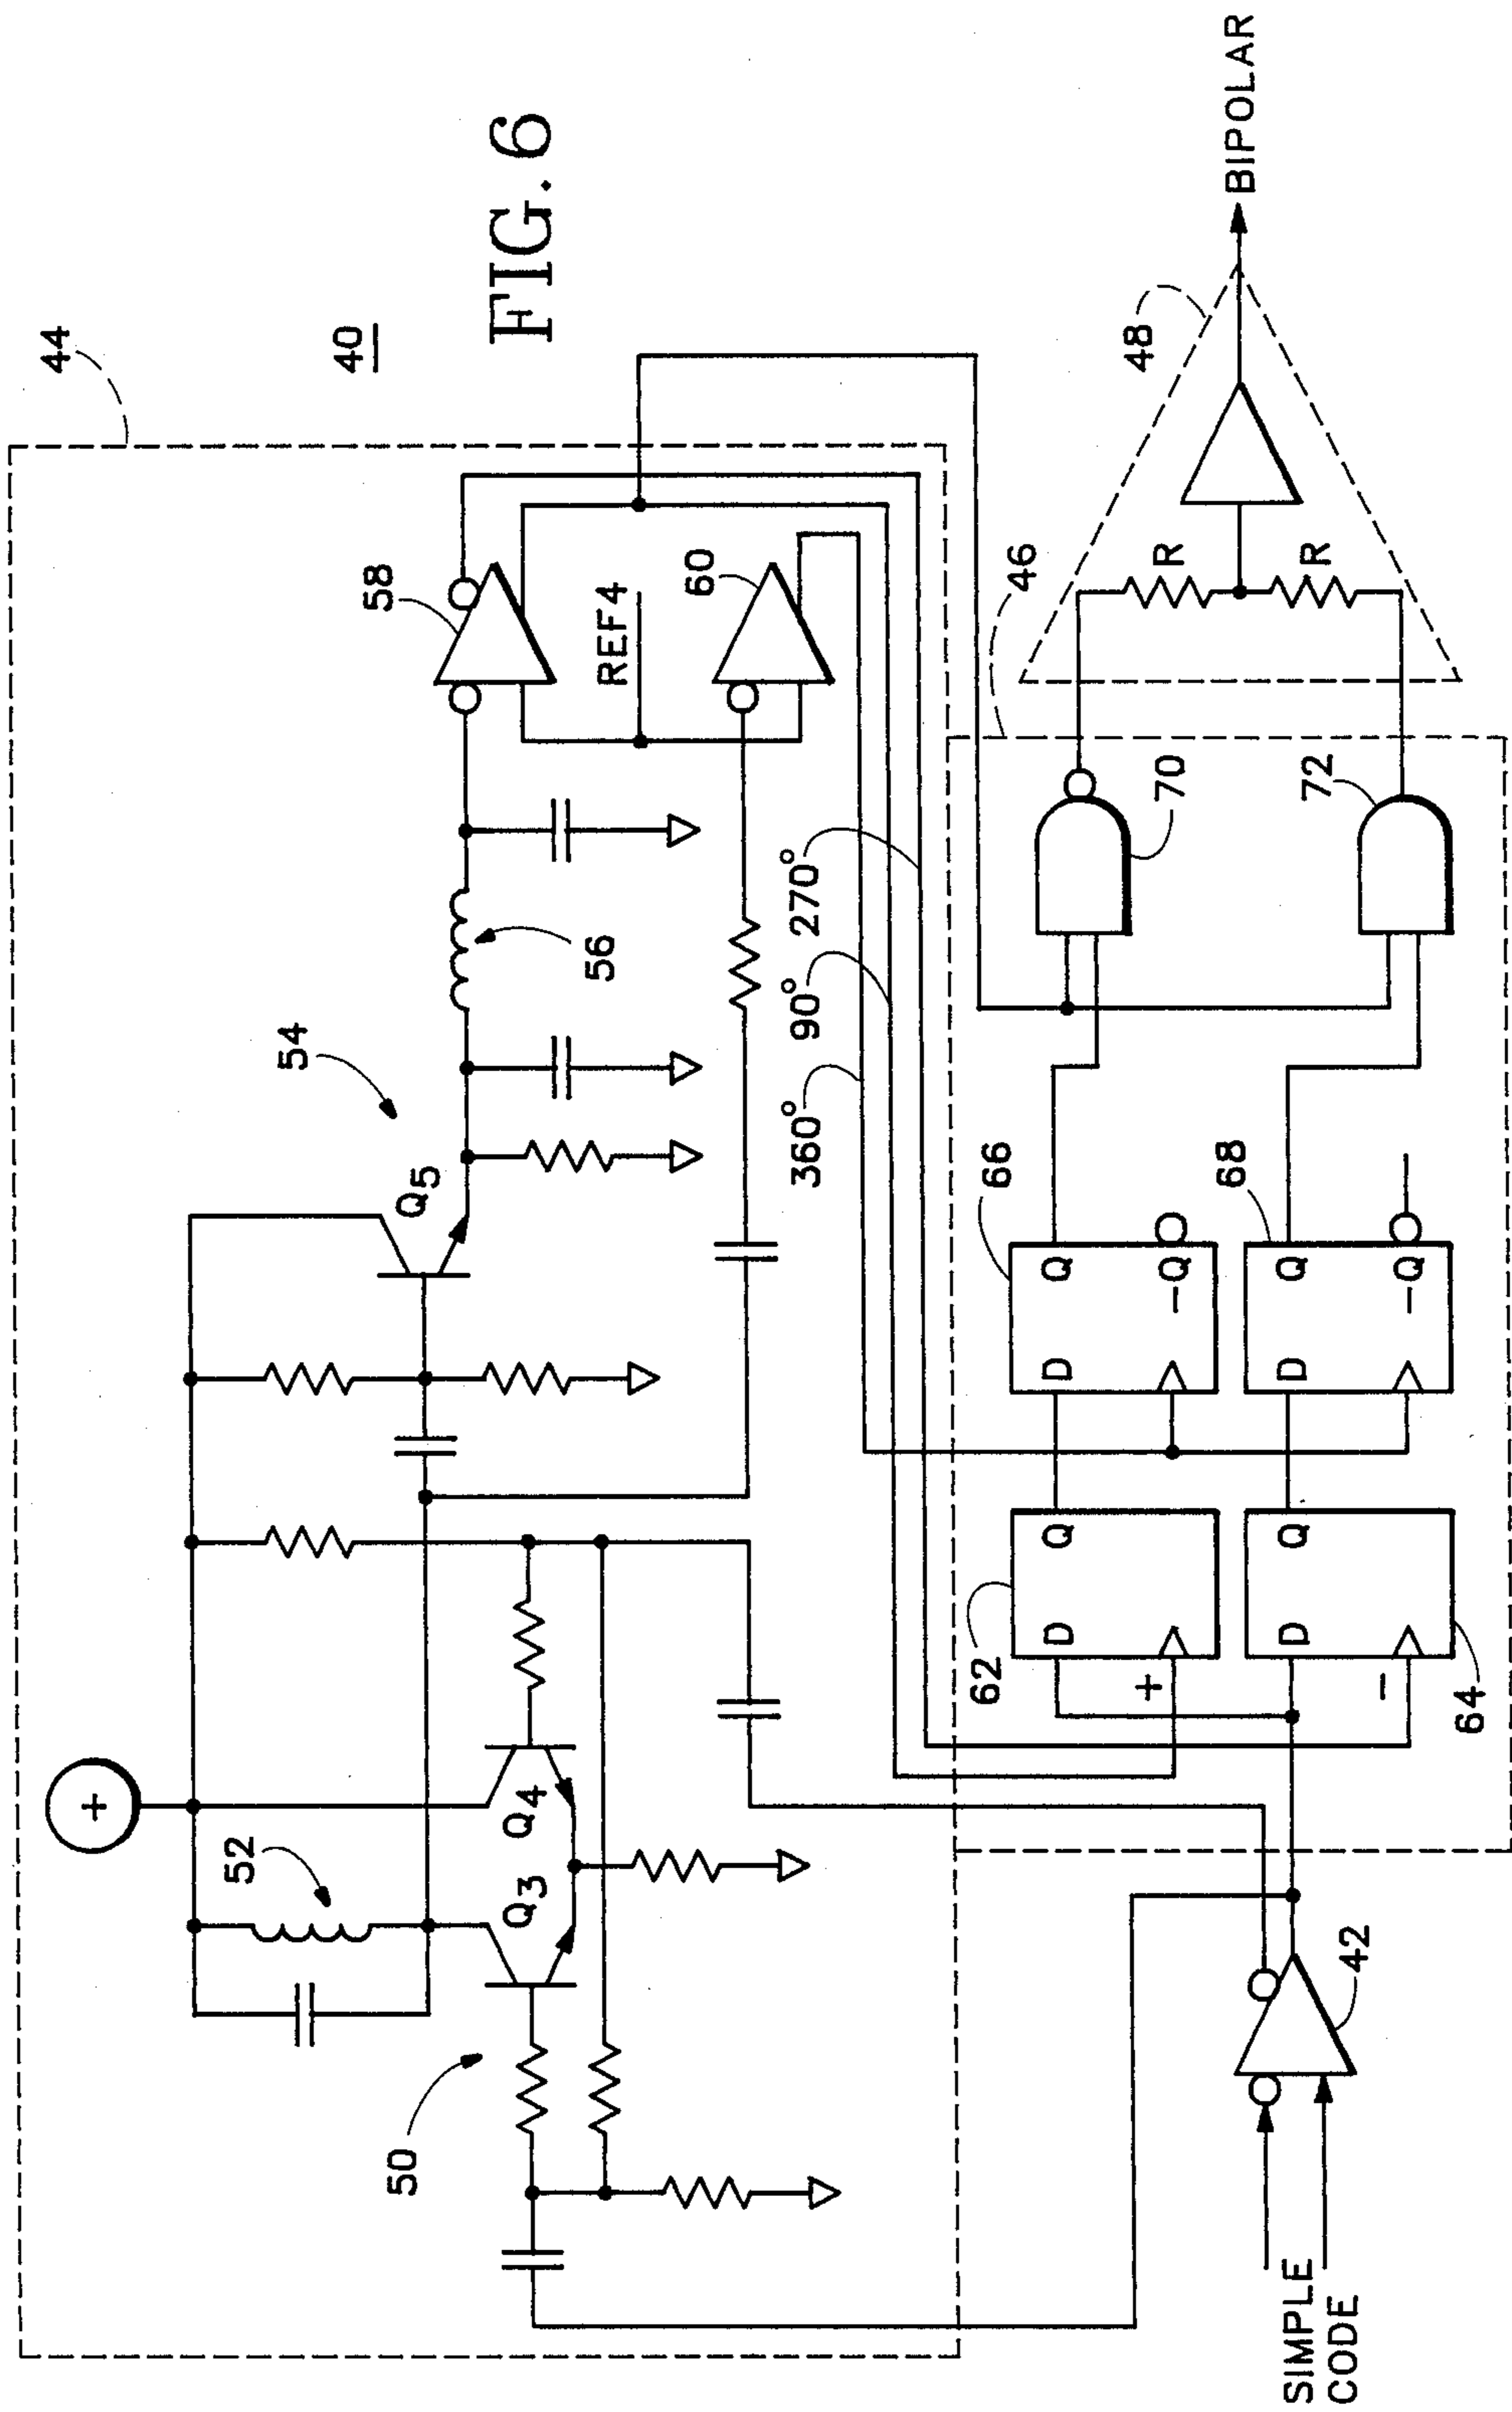 44
40
FIG. 6
+
52
54
Q5
Q4
Q3
50
56
58
REF4
60
360°
90°
270°
46
48
R
R
BIPOLAR
62
D
Q
+
64
D
Q
−
66
D
Q
−Q
68
D
Q
−Q
70
72
42
SIMPLE
CODE